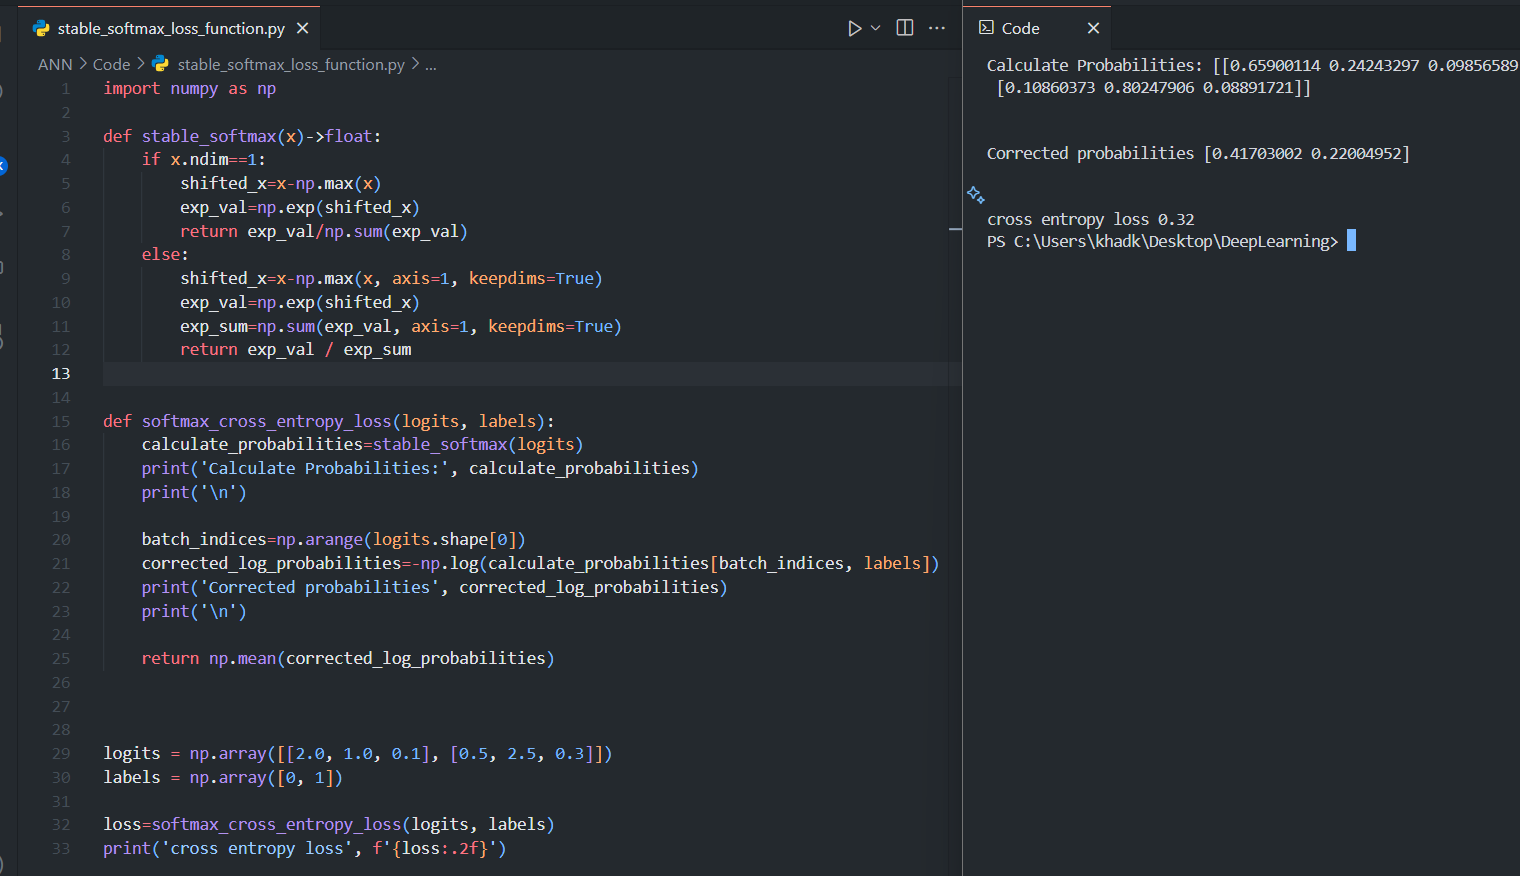 stable_softmax_loss_function.py
ANN > Code > stable_softmax_loss_function.py > ...
1 import numpy as np
2
3 def stable_softmax(x)->float:
4     if x.ndim==1:
5         shifted_x=x-np.max(x)
6         exp_val=np.exp(shifted_x)
7         return exp_val/np.sum(exp_val)
8     else:
9         shifted_x=x-np.max(x, axis=1, keepdims=True)
10         exp_val=np.exp(shifted_x)
11         exp_sum=np.sum(exp_val, axis=1, keepdims=True)
12         return exp_val / exp_sum
13
14
15 def softmax_cross_entropy_loss(logits, labels):
16     calculate_probabilities=stable_softmax(logits)
17     print('Calculate Probabilities:', calculate_probabilities)
18     print('\n')
19
20     batch_indices=np.arange(logits.shape[0])
21     corrected_log_probabilities=-np.log(calculate_probabilities[batch_indices, labels])
22     print('Corrected probabilities', corrected_log_probabilities)
23     print('\n')
24
25     return np.mean(corrected_log_probabilities)
26
27
28
29 logits = np.array([[2.0, 1.0, 0.1], [0.5, 2.5, 0.3]])
30 labels = np.array([0, 1])
31
32 loss=softmax_cross_entropy_loss(logits, labels)
33 print('cross entropy loss', f'{loss:.2f}')
Code
Calculate Probabilities: [[0.65900114 0.24243297 0.09856589
 [0.10860373 0.80247906 0.08891721]]
Corrected probabilities [0.41703002 0.22004952]
cross entropy loss 0.32
PS C:\Users\khadk\Desktop\DeepLearning>